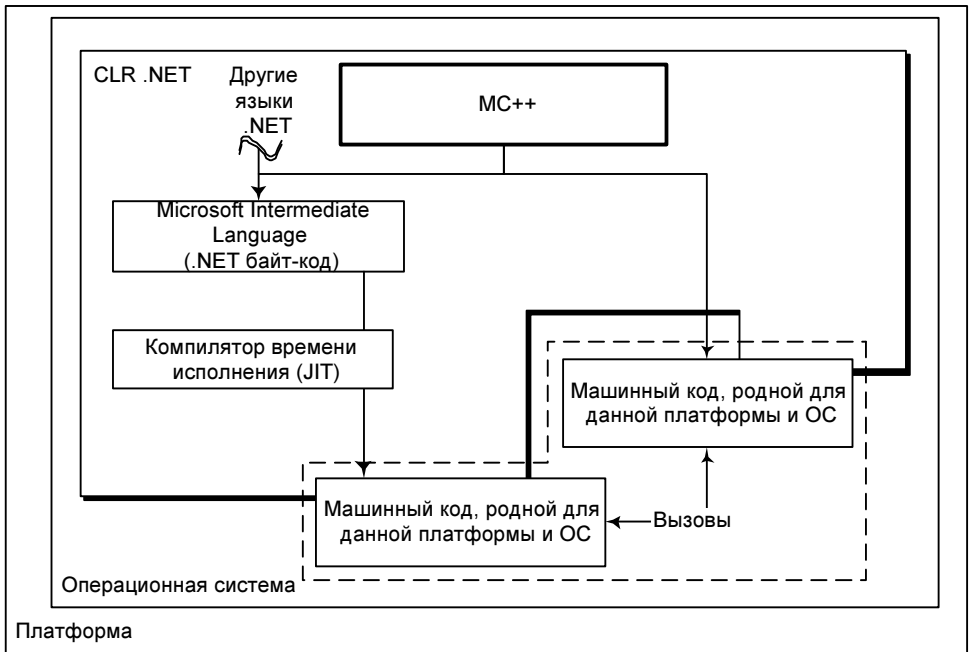 CLR .NET
Другие
языки
.NET
MC++
Microsoft Intermediate
Language
(.NET байт-код)
Компилятор времени
исполнения (JIT)
Машинный код, родной для
данной платформы и ОС
Машинный код, родной для
данной платформы и ОС
Вызовы
Операционная система
Платформа